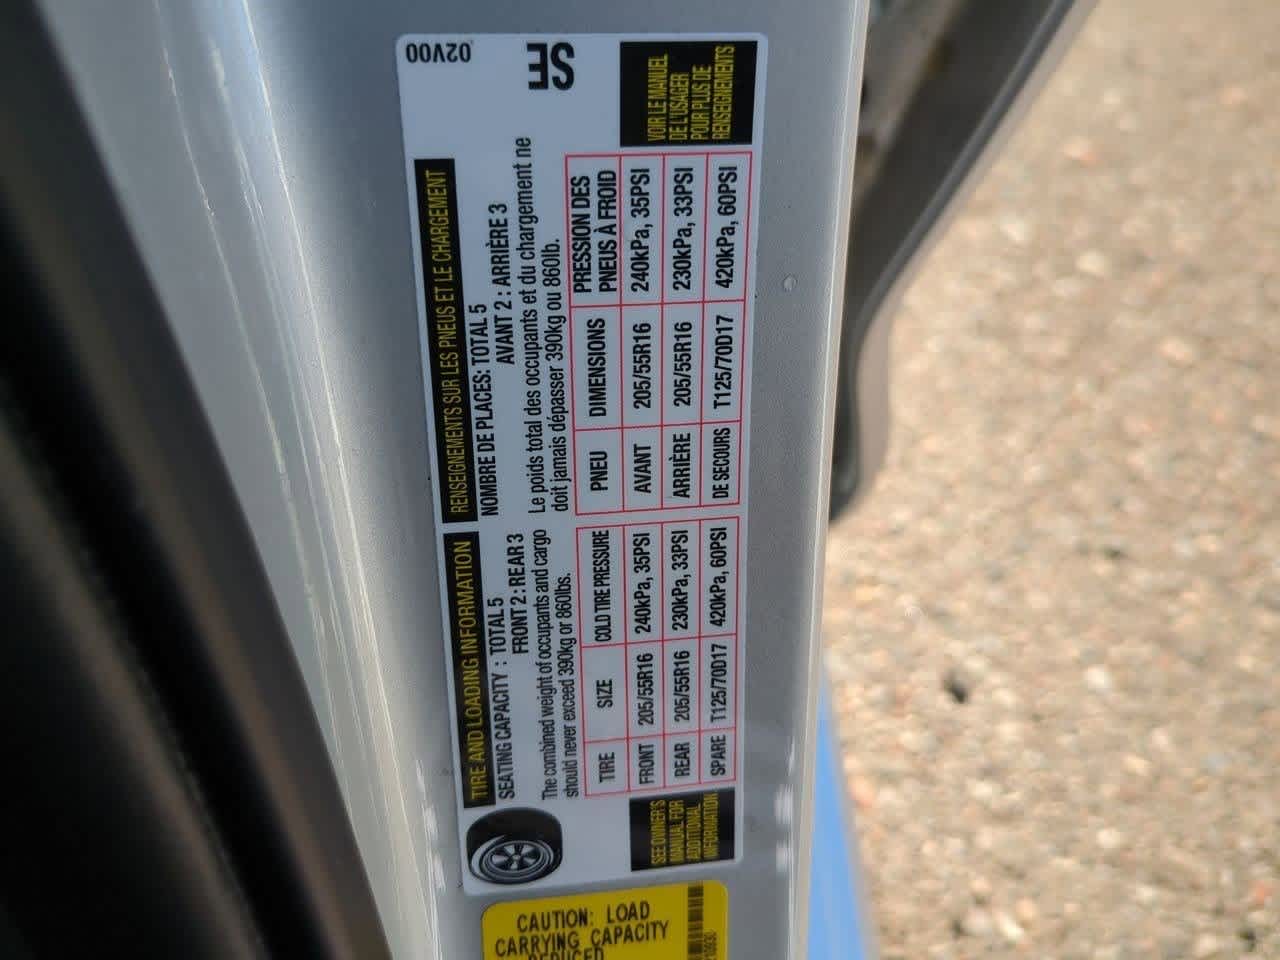 TIRE AND LOADING INFORMATION
SEATING CAPACITY : TOTAL 5
FRONT 2 : REAR 3
The combined weight of occupants and cargo
should never exceed 390kg or 860lbs.
TIRE SIZE COLD TIRE PRESSURE
FRONT 205/55R16 240kPa, 35PSI
REAR 205/55R16 230kPa, 33PSI
SPARE T125/70D17 420kPa, 60PSI
SEE OWNER'S
MANUAL FOR
ADDITIONAL
INFORMATION
RENSEIGNEMENTS SUR LES PNEUS ET LE CHARGEMENT
NOMBRE DE PLACES: TOTAL 5
AVANT 2 : ARRIÈRE 3
Le poids total des occupants et du chargement ne
doit jamais dépasser 390kg ou 860lb.
PNEU DIMENSIONS PRESSION DES
PNEUS À FROID
AVANT 205/55R16 240kPa, 35PSI
ARRIÈRE 205/55R16 230kPa, 33PSI
DE SECOURS T125/70D17 420kPa, 60PSI
VOIR LE MANUEL
DE L'USAGER
POUR PLUS DE
RENSEIGNEMENTS
02V00
SE
CAUTION: LOAD
CARRYING CAPACITY
REDUCED